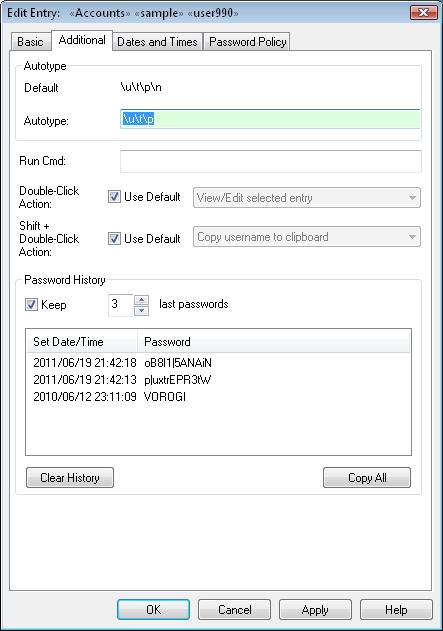 Edit Entry: «Accounts» «sample» «user990»
Basic Additional Dates and Times Password Policy
Autotype
Default \u\t\p\n
Autotype: \u\t\p
Run Cmd:
Double-Click
Action: Use Default View/Edit selected entry
Shift +
Double-Click
Action: Use Default Copy username to clipboard
Password History
Keep 3 last passwords
Set Date/Time Password
2011/06/19 21:42:18 oB8I1|5ANAiN
2011/06/19 21:42:13 p|uxtrEPR3tW
2010/06/12 23:11:09 VOROGI
Clear History Copy All
OK Cancel Apply Help